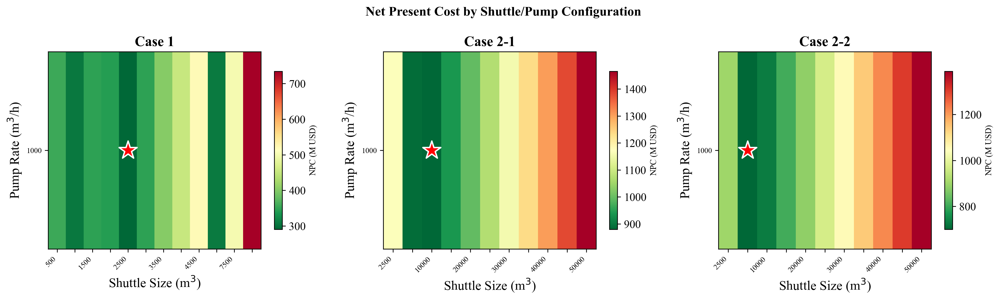 Net Present Cost by Shuttle/Pump Configuration
Case 1
Pump Rate (m³/h)
1000
500
1500
2500
3500
4500
7500
Shuttle Size (m³)
700
600
500
400
300
NPC (M USD)
Case 2-1
Pump Rate (m³/h)
1000
2500
10000
20000
30000
40000
50000
Shuttle Size (m³)
1400
1300
1200
1100
1000
900
NPC (M USD)
Case 2-2
Pump Rate (m³/h)
1000
2500
10000
20000
30000
40000
50000
Shuttle Size (m³)
1200
1000
800
NPC (M USD)